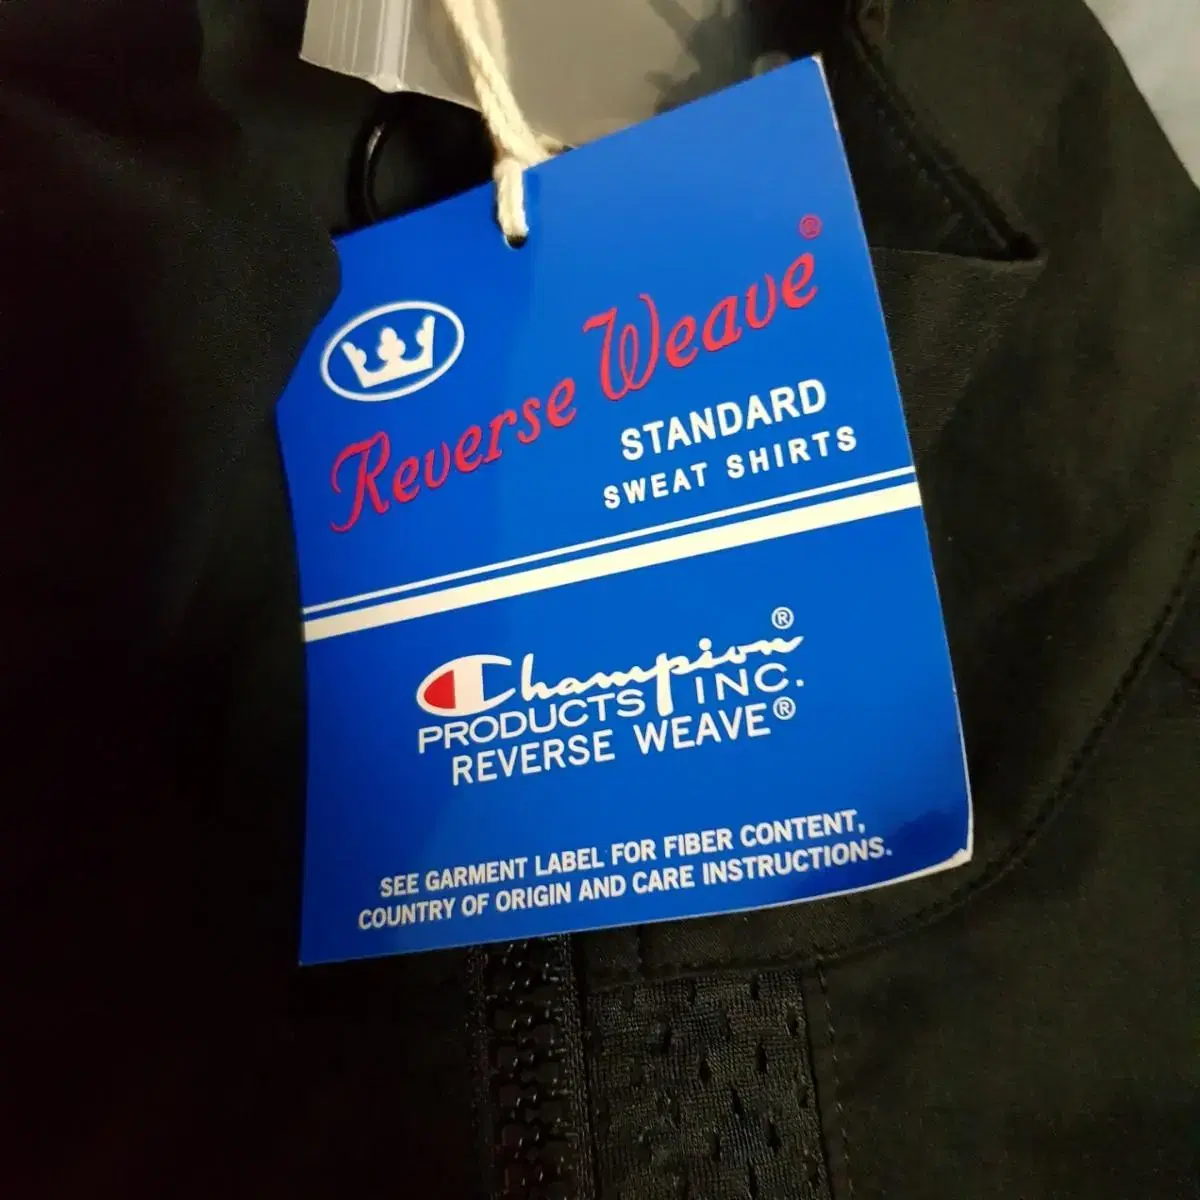 Reverse Weave®
STANDARD
SWEAT SHIRTS
Champion®
PRODUCTS INC.
REVERSE WEAVE®
SEE GARMENT LABEL FOR FIBER CONTENT,
COUNTRY OF ORIGIN AND CARE INSTRUCTIONS.